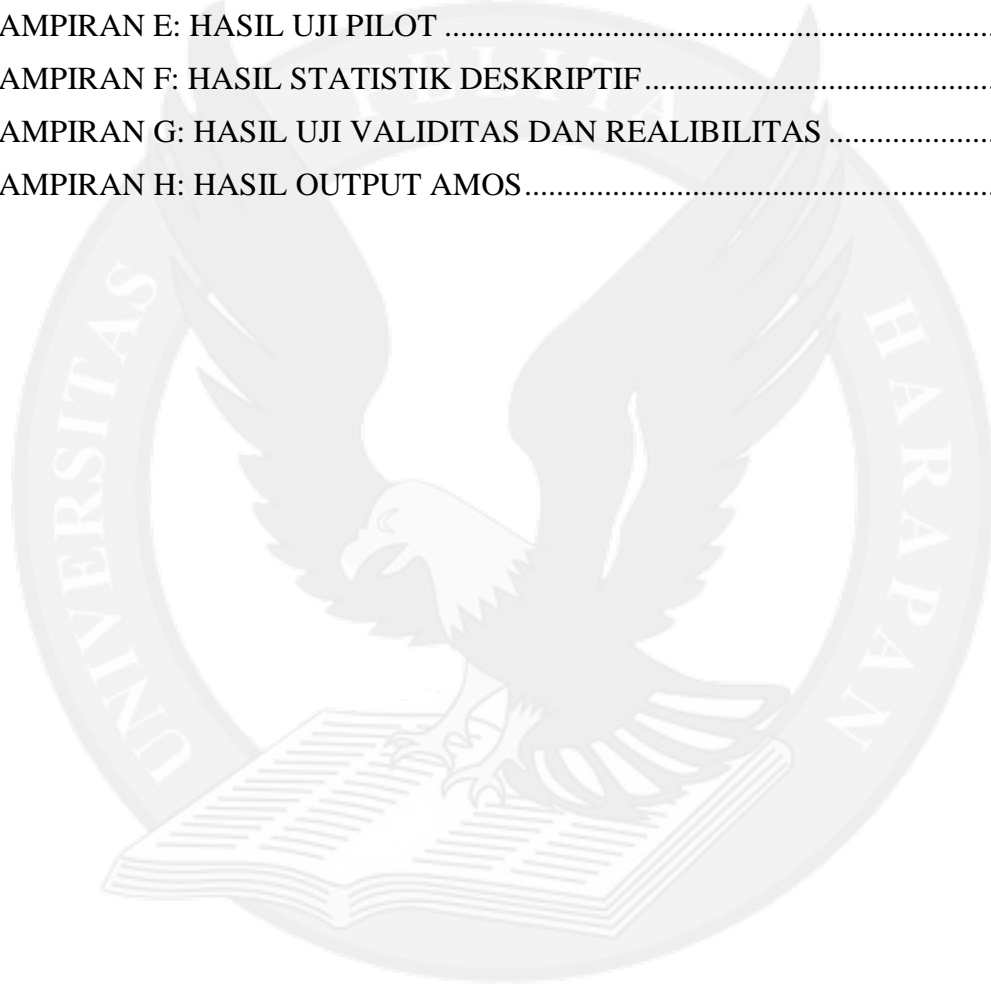 AMPIRAN E: HASIL UJI PILOT ..........................................................................
AMPIRAN F: HASIL STATISTIK DESKRIPTIF ...............................................
AMPIRAN G: HASIL UJI VALIDITAS DAN REALIBILITAS ......................
AMPIRAN H: HASIL OUTPUT AMOS ...............................................................
UNIVERSITAS
PELITA
HARAPAN